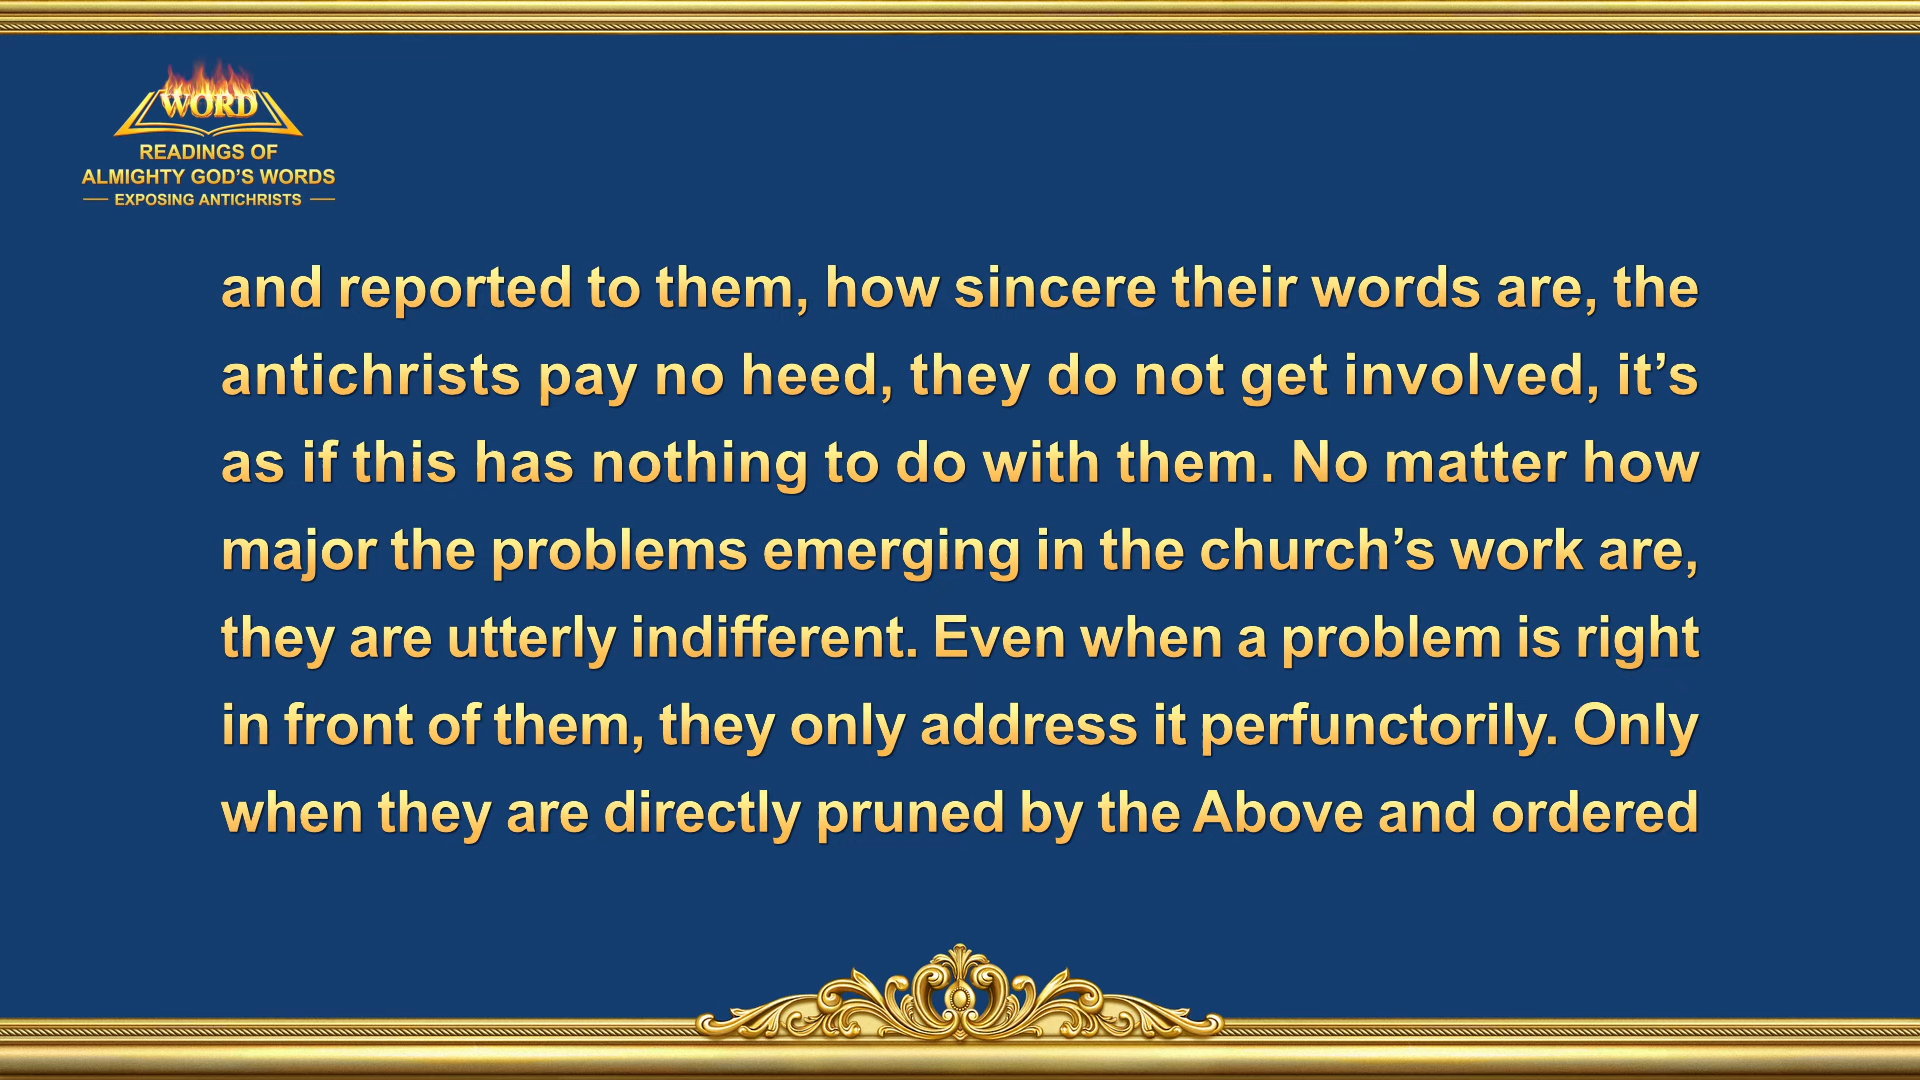 WORD
READINGS OF
ALMIGHTY GOD’S WORDS
EXPOSING ANTICHRISTS
and reported to them, how sincere their words are, the
antichrists pay no heed, they do not get involved, it’s
as if this has nothing to do with them. No matter how
major the problems emerging in the church’s work are,
they are utterly indifferent. Even when a problem is right
in front of them, they only address it perfunctorily. Only
when they are directly pruned by the Above and ordered